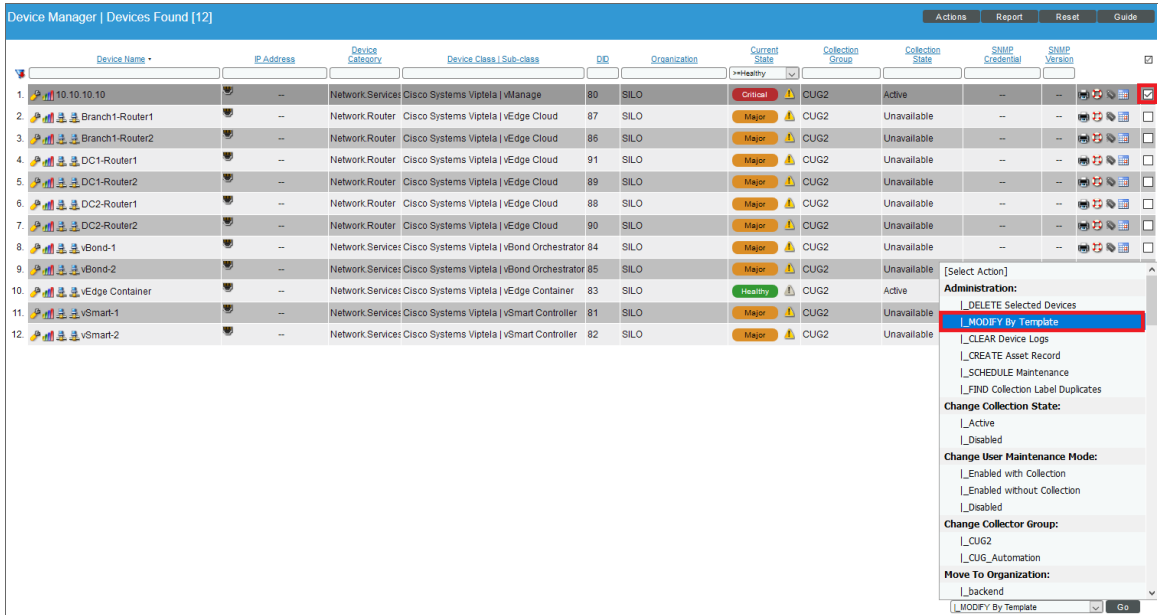 Device Manager | Devices Found [12]
Actions Report Reset Guide
Device Name IP Address Device Category Device Class | Sub-class DID Organization Current State Collection Group Collection State SNMP Credential SNMP Version
>=Healthy
1. 10.10.10.10 -- Network.Services Cisco Systems Viptela | vManage 80 SILO Critical CUG2 Active -- --
2. Branch1-Router1 -- Network.Router Cisco Systems Viptela | vEdge Cloud 87 SILO Major CUG2 Unavailable -- --
3. Branch1-Router2 -- Network.Router Cisco Systems Viptela | vEdge Cloud 86 SILO Major CUG2 Unavailable -- --
4. DC1-Router1 -- Network.Router Cisco Systems Viptela | vEdge Cloud 91 SILO Major CUG2 Unavailable -- --
5. DC1-Router2 -- Network.Router Cisco Systems Viptela | vEdge Cloud 89 SILO Major CUG2 Unavailable -- --
6. DC2-Router1 -- Network.Router Cisco Systems Viptela | vEdge Cloud 88 SILO Major CUG2 Unavailable -- --
7. DC2-Router2 -- Network.Router Cisco Systems Viptela | vEdge Cloud 90 SILO Major CUG2 Unavailable -- --
8. vBond-1 -- Network.Services Cisco Systems Viptela | vBond Orchestrator 84 SILO Major CUG2 Unavailable -- --
9. vBond-2 -- Network.Services Cisco Systems Viptela | vBond Orchestrator 85 SILO Major CUG2 Unavailable
10. vEdge Container -- Network.Services Cisco Systems Viptela | vEdge Container 83 SILO Healthy CUG2 Active
11. vSmart-1 -- Network.Services Cisco Systems Viptela | vSmart Controller 81 SILO Major CUG2 Unavailable
12. vSmart-2 -- Network.Services Cisco Systems Viptela | vSmart Controller 82 SILO Major CUG2 Unavailable
[Select Action]
Administration:
|_DELETE Selected Devices
|_MODIFY By Template
|_CLEAR Device Logs
|_CREATE Asset Record
|_SCHEDULE Maintenance
|_FIND Collection Label Duplicates
Change Collection State:
|_Active
|_Disabled
Change User Maintenance Mode:
|_Enabled with Collection
|_Enabled without Collection
|_Disabled
Change Collector Group:
|_CUG2
|_CUG_Automation
Move To Organization:
|_backend
|_MODIFY By Template Go